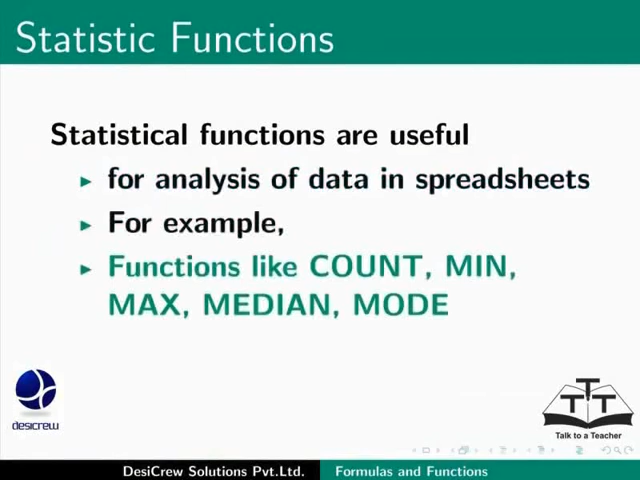 Statistic Functions
Statistical functions are useful
for analysis of data in spreadsheets
For example,
Functions like COUNT, MIN,
MAX, MEDIAN, MODE
desicrew
T
T T
Talk to a Teacher
DesiCrew Solutions Pvt.Ltd. Formulas and Functions